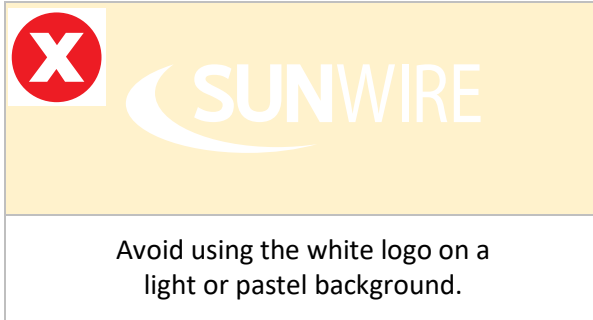 X
SUNWIRE
Avoid using the white logo on a
light or pastel background.